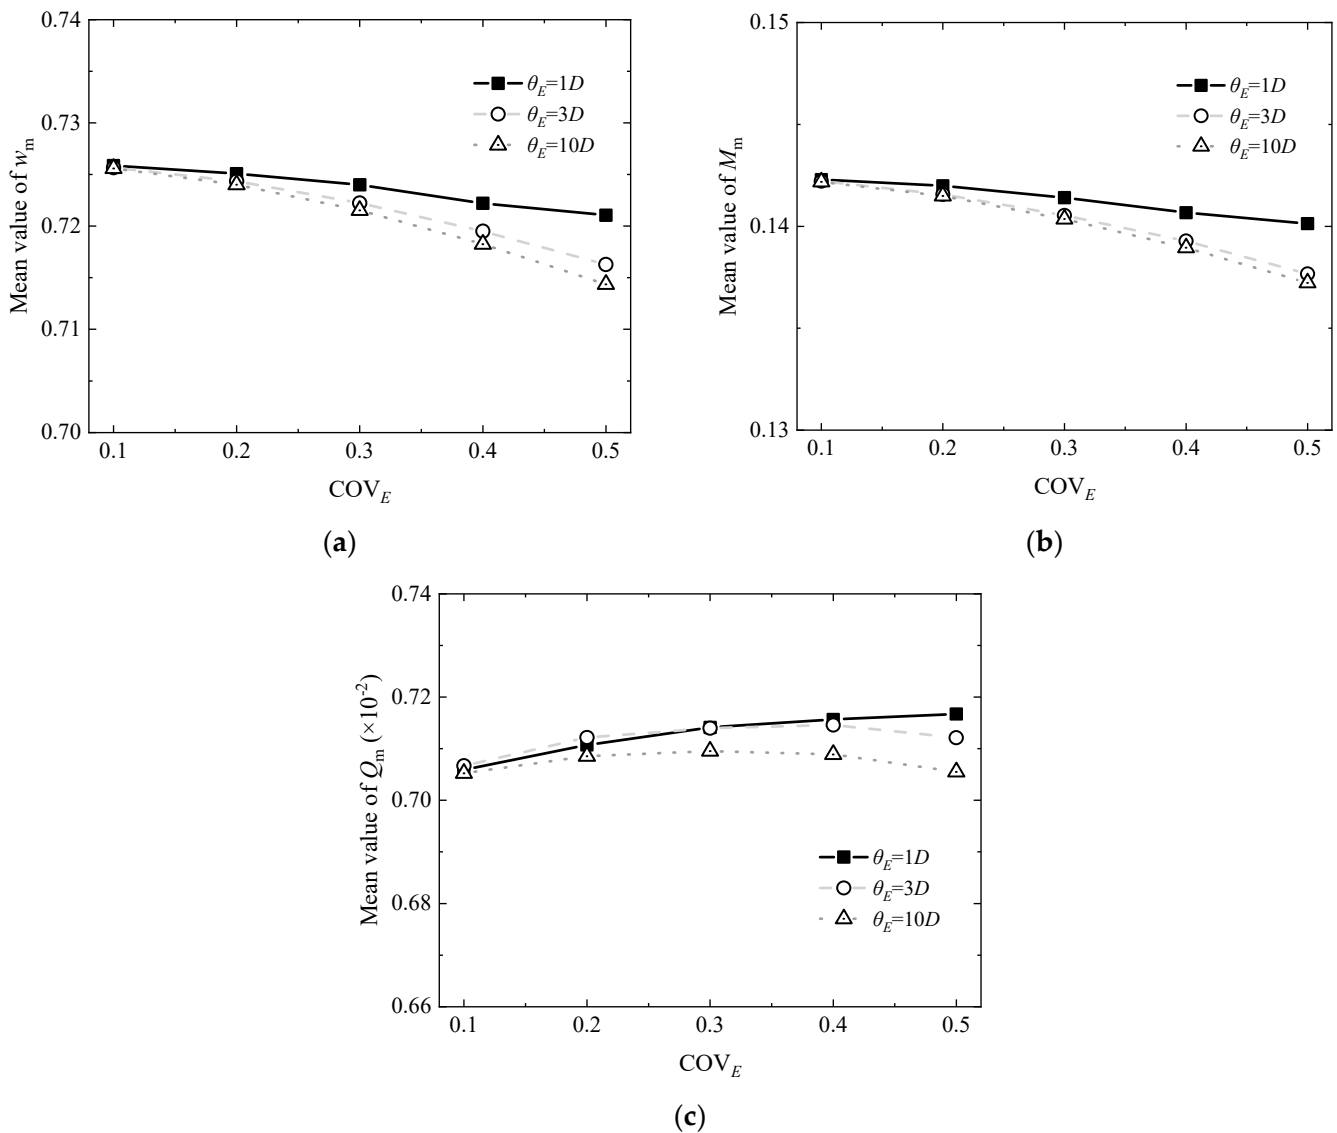 0.74
0.73
0.72
0.71
0.70
Mean value of wm
θE=1D
θE=3D
θE=10D
0.1 0.2 0.3 0.4 0.5
COVE
(a)
0.15
0.14
0.13
Mean value of Mm
θE=1D
θE=3D
θE=10D
0.1 0.2 0.3 0.4 0.5
COVE
(b)
0.74
0.72
0.70
0.68
0.66
Mean value of Qm (×10-2)
θE=1D
θE=3D
θE=10D
0.1 0.2 0.3 0.4 0.5
COVE
(c)